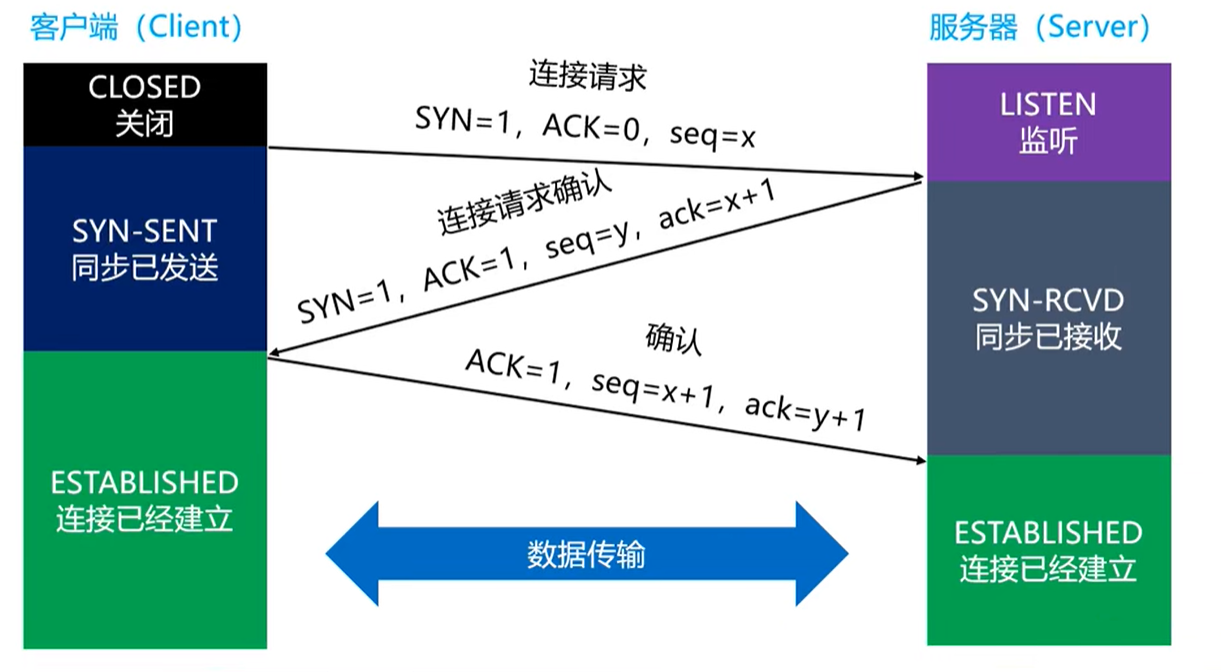 客户端（Client）
服务器（Server）
CLOSED
关闭
连接请求
SYN=1，ACK=0，seq=x
LISTEN
监听
SYN-SENT
同步已发送
连接请求确认
SYN=1，ACK=1，seq=y，ack=x+1
SYN-RCVD
同步已接收
确认
ACK=1，seq=x+1，ack=y+1
ESTABLISHED
连接已经建立
数据传输
ESTABLISHED
连接已经建立